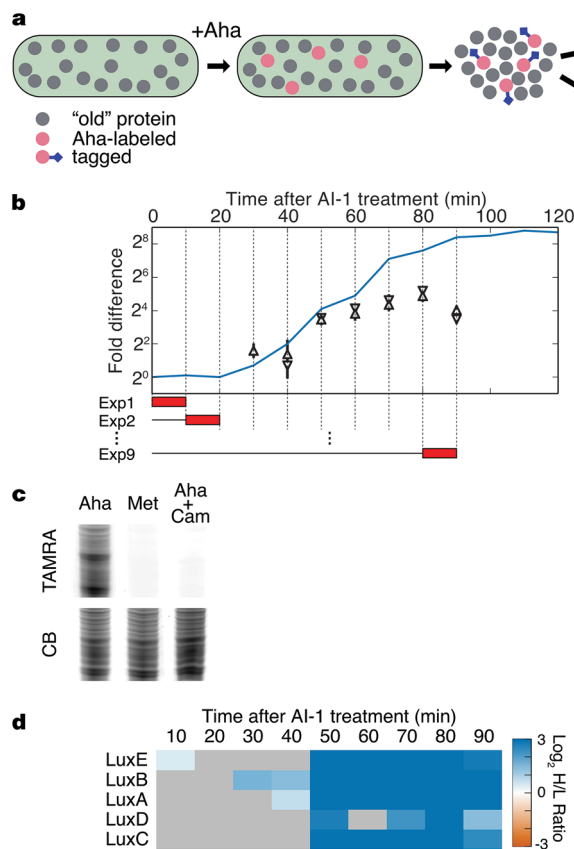 a
+Aha
"old" protein
Aha-labeled
tagged
b
Time after AI-1 treatment (min)
0 20 40 60 80 100 120
Fold difference
2⁸
2⁶
2⁴
2²
2⁰
Exp1
Exp2
⋮ ⋮
Exp9
c
Aha Met Aha + Cam
TAMRA
CB
d
Time after AI-1 treatment (min)
10 20 30 40 50 60 70 80 90
LuxE
LuxB
LuxA
LuxD
LuxC
3
0
-3
Log₂ H/L Ratio